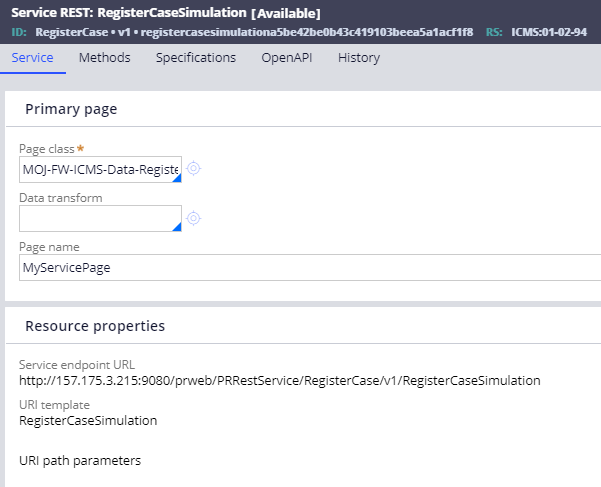 Service REST: RegisterCaseSimulation [Available]
ID: RegisterCase • v1 • registercasesimulationa5be42be0b43c419103beea5a1acf1f8 RS: ICMS:01-02-94
Service Methods Specifications OpenAPI History
Primary page
Page class★
MOJ-FW-ICMS-Data-Registe
Data transform
Page name
MyServicePage
Resource properties
Service endpoint URL
http://157.175.3.215:9080/prweb/PRRestService/RegisterCase/v1/RegisterCaseSimulation
URI template
RegisterCaseSimulation
URI path parameters